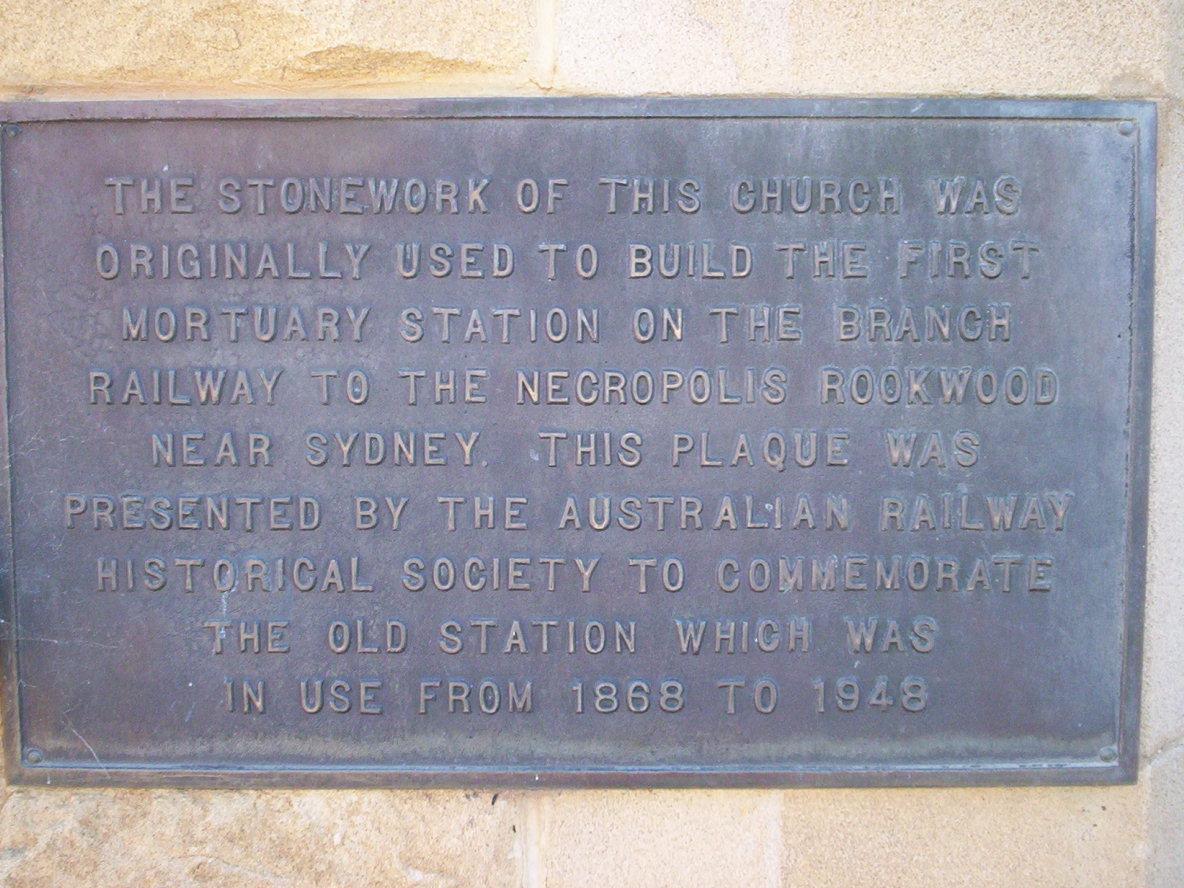 THE STONEWORK OF THIS CHURCH WAS
ORIGINALLY USED TO BUILD THE FIRST
MORTUARY STATION ON THE BRANCH
RAILWAY TO THE NECROPOLIS ROOKWOOD
NEAR SYDNEY. THIS PLAQUE WAS
PRESENTED BY THE AUSTRALIAN RAILWAY
HISTORICAL SOCIETY TO COMMEMORATE
THE OLD STATION WHICH WAS
IN USE FROM 1868 TO 1948